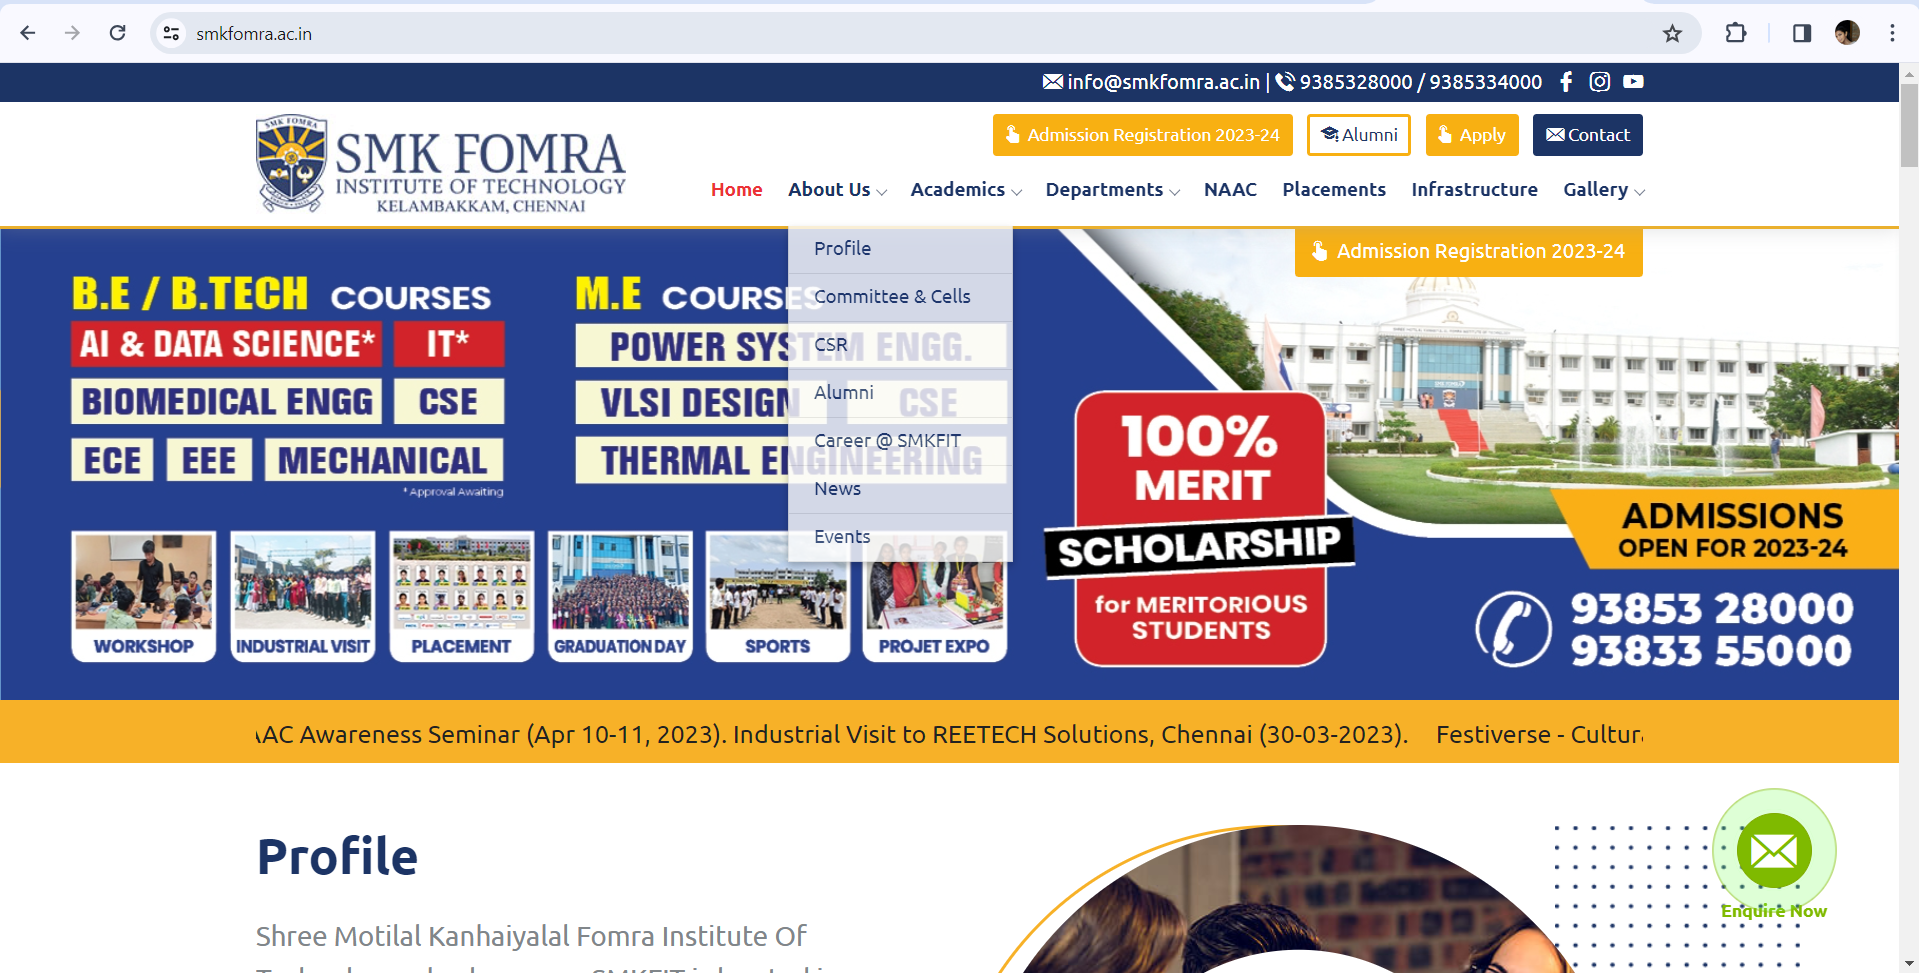 smkfomra.ac.in
info@smkfomra.ac.in | 9385328000 / 9385334000
SMK FOMRA
SMK FOMRA
INSTITUTE OF TECHNOLOGY
KELAMBAKKAM, CHENNAI
Admission Registration 2023-24
Alumni
Apply
Contact
Home About Us Academics Departments NAAC Placements Infrastructure Gallery
Profile
Committee & Cells
CSR
Alumni
Career @ SMKFIT
News
Events
Admission Registration 2023-24
B.E / B.TECH COURSES
AI & DATA SCIENCE* IT*
BIOMEDICAL ENGG CSE
ECE EEE MECHANICAL
*Approval Awaiting
M.E COURSES
POWER SYSTEM ENGG.
VLSI DESIGN CSE
THERMAL ENGINEERING
WORKSHOP
INDUSTRIAL VISIT
PLACEMENT
GRADUATION DAY
SPORTS
PROJET EXPO
100%
MERIT
SCHOLARSHIP
for MERITORIOUS
STUDENTS
ADMISSIONS
OPEN FOR 2023-24
93853 28000
93833 55000
AAC Awareness Seminar (Apr 10-11, 2023). Industrial Visit to REETECH Solutions, Chennai (30-03-2023). Festiverse - Cultura
Profile
Shree Motilal Kanhaiyalal Fomra Institute Of
Enquire Now